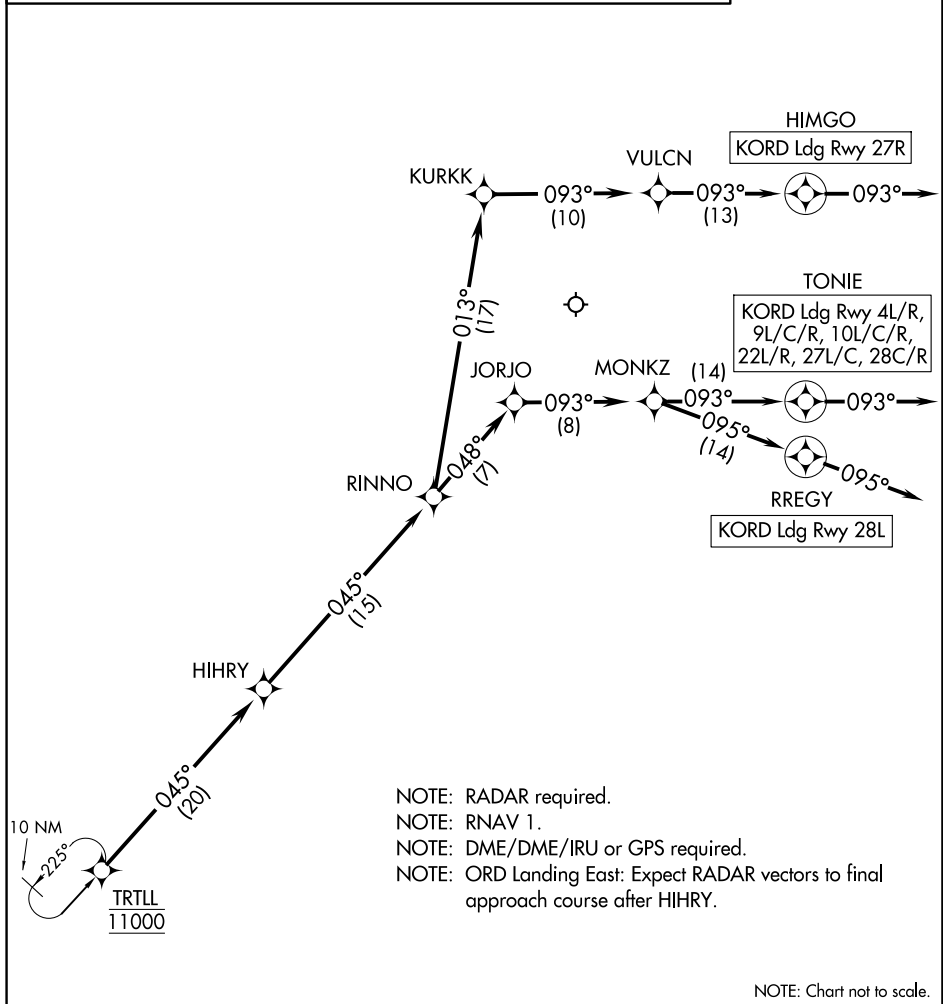 HIMGO
KORD Ldg Rwy 27R
VULCN
KURKK
093°
(10)
093°
(13)
093°
013°
(17)
TONIE
KORD Ldg Rwy 4L/R,
9L/C/R, 10L/C/R,
22L/R, 27L/C, 28C/R
JORJO
MONKZ
(14)
093°
(8)
093°
093°
095°
(14)
048°
(7)
RINNO
095°
RREGY
KORD Ldg Rwy 28L
045°
(15)
HIHRY
045°
(20)
10 NM
225°
TRTLL
11000
NOTE: RADAR required.
NOTE: RNAV 1.
NOTE: DME/DME/IRU or GPS required.
NOTE: ORD Landing East: Expect RADAR vectors to final
approach course after HIHRY.
NOTE: Chart not to scale.